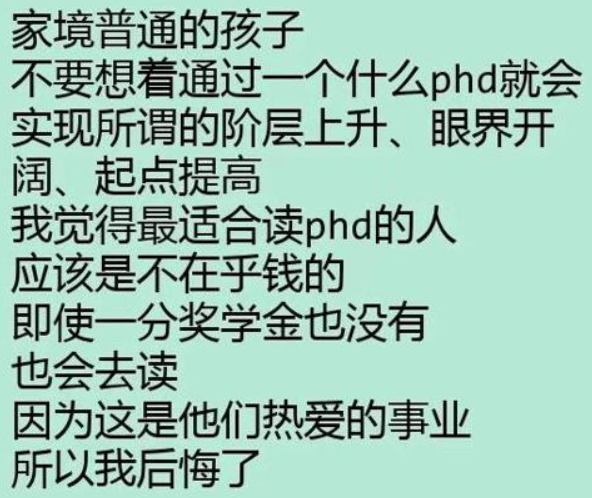 家境普通的孩子
不要想着通过一个什么phd就会
实现所谓的阶层上升、眼界开
阔、起点提高
我觉得最适合读phd的人
应该是不在乎钱的
即使一分奖学金也没有
也会去读
因为这是他们热爱的事业
所以我后悔了